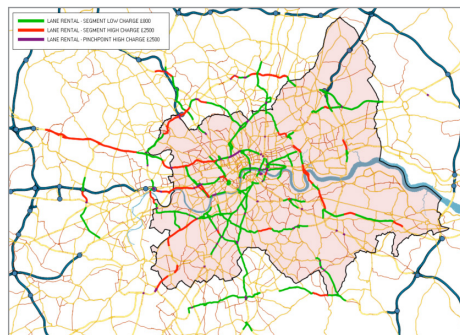 LANE RENTAL - SEGMENT LOW CHARGE £800
LANE RENTAL - SEGMENT HIGH CHARGE £2500
LANE RENTAL - PINCHPOINT HIGH CHARGE £2500